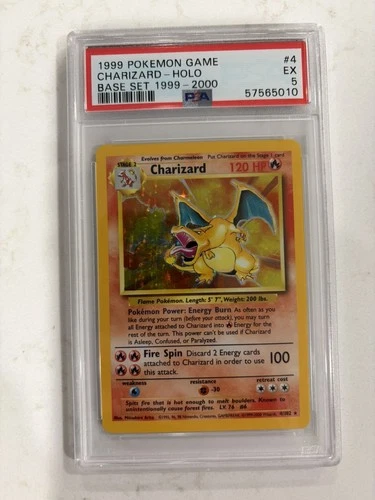 1999 POKEMON GAME #4
CHARIZARD - HOLO EX
BASE SET 1999 - 2000 5
PSA 57565010
STAGE 2 Evolves from Charmeleon Put Charizard on the Stage 1 card
Charizard 120 HP
Flame Pokémon. Length: 5' 7", Weight: 200 lbs.
Pokémon Power: Energy Burn As often as you
like during your turn (before your attack), you may turn
all Energy attached to Charizard into Energy for the
rest of the turn. This power can't be used if Charizard
is Asleep, Confused, or Paralyzed.
Fire Spin Discard 2 Energy cards
attached to Charizard in order to use 100
this attack.
weakness resistance retreat cost
-30
Spits fire that is hot enough to melt boulders. Known to
unintentionally cause forest fires. LV. 76 #6
Illus. Mitsuhiro Arita 4/102 ★